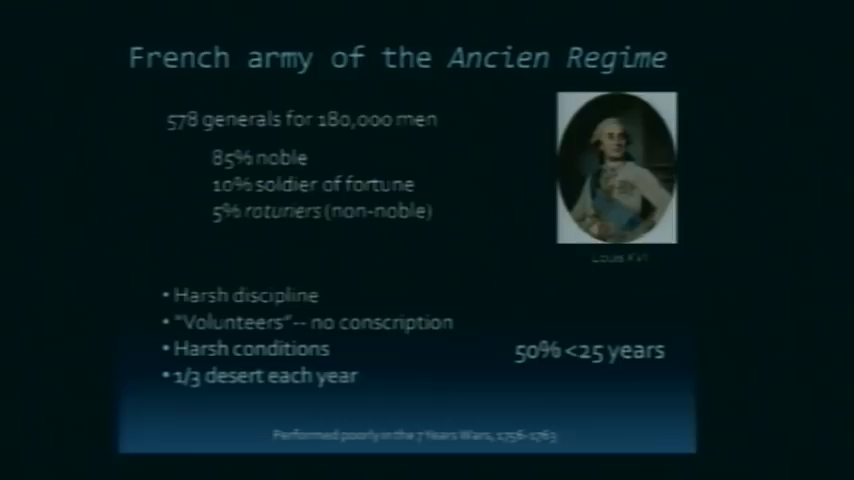 French army of the Ancien Regime
578 generals for 180,000 men
85% noble
10% soldier of fortune
5% roturiers (non-noble)
Louis XVI
• Harsh discipline
• "Volunteers"-- no conscription
• Harsh conditions
50% <25 years
• 1/3 desert each year
Performed poorly in the 7 Years Wars, 1756-1763